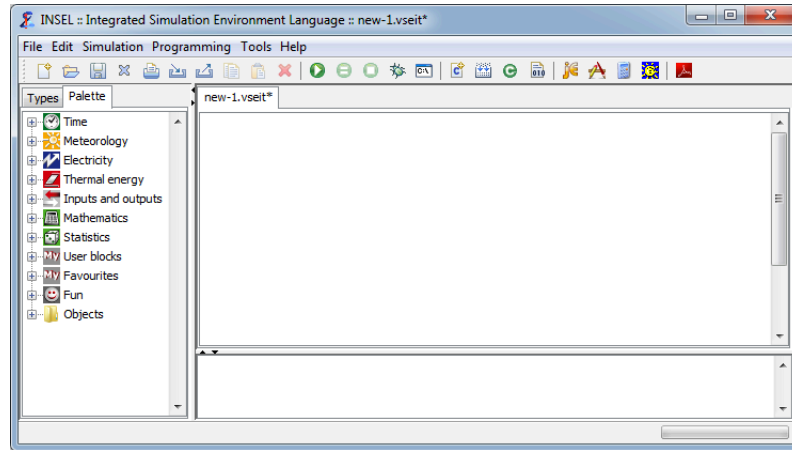 INSEL :: Integrated Simulation Environment Language :: new-1.vseit*
File Edit Simulation Programming Tools Help
Types Palette
new-1.vseit*
Time
Meteorology
Electricity
Thermal energy
Inputs and outputs
Mathematics
Statistics
User blocks
Favourites
Fun
Objects